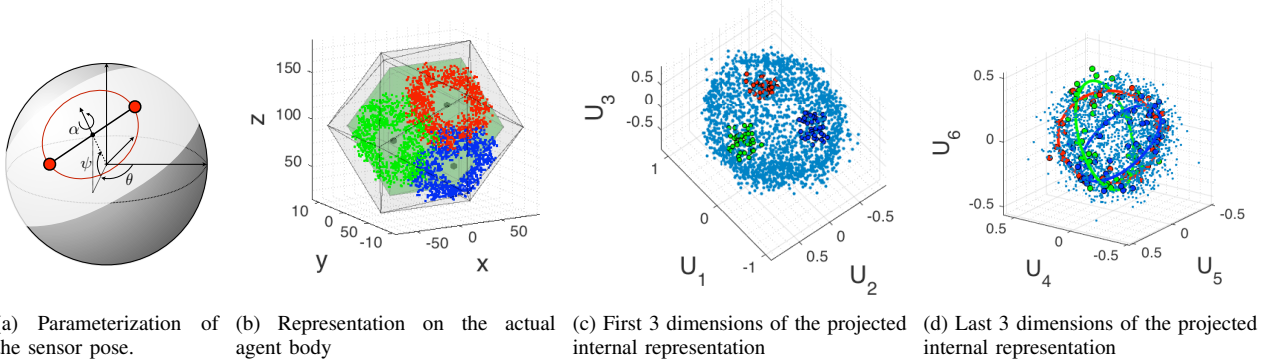 α
ψ
θ
150
100
50
z
10
0
50
-10
y
-50
0
50
x
0.5
0
-0.5
U3
1
0
-1
U1
0.5
0
-0.5
U2
0.5
0
-0.5
U6
0.5
0
-0.5
U4
0.5
0
-0.5
U5
a) Parameterization of
he sensor pose.
(b) Representation on the actual
agent body
(c) First 3 dimensions of the projected
internal representation
(d) Last 3 dimensions of the projected
internal representation